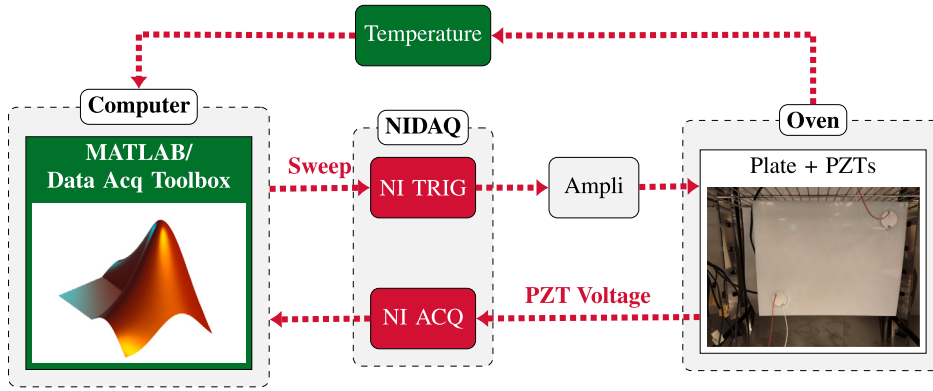 Temperature
Computer
MATLAB/
Data Acq Toolbox
Sweep
NIDAQ
NI TRIG
NI ACQ
Ampli
PZT Voltage
Oven
Plate + PZTs